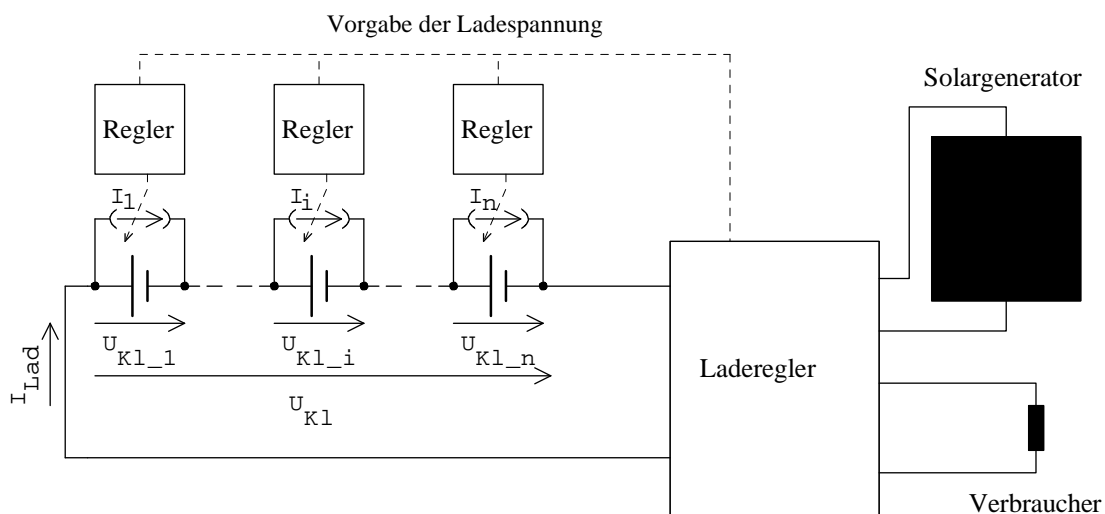 Vorgabe der Ladespannung
Solargenerator
Regler
Regler
Regler
I1
Ii
In
UKl_1
UKl_i
UKl_n
ILad
UKl
Laderegler
Verbraucher